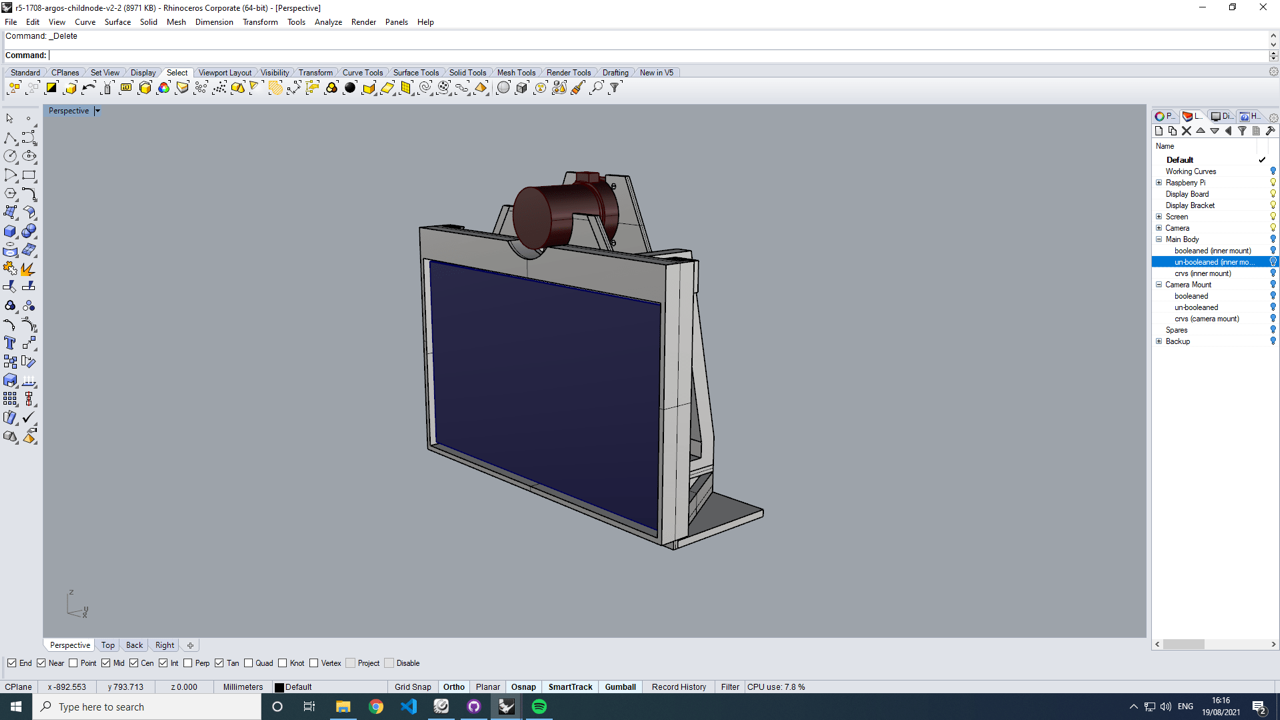 r5-1708-argos-childnode-v2-2 (8971 KB) - Rhinoceros Corporate (64-bit) - [Perspective]
File Edit View Curve Surface Solid Mesh Dimension Transform Tools Analyze Render Panels Help
Command: _Delete
Command:
Standard CPlanes Set View Display Select Viewport Layout Visibility Transform Curve Tools Surface Tools Solid Tools Mesh Tools Render Tools Drafting New in V5
Perspective
P... L... Di... H...
Name
Default
Working Curves
Raspberry Pi
Display Board
Display Bracket
Screen
Camera
Main Body
booleaned (inner mount)
un-booleaned (inner mo...
crvs (inner mount)
Camera Mount
booleaned
un-booleaned
crvs (camera mount)
Spares
Backup
z
y
x
Perspective Top Back Right
End Near Point Mid Cen Int Perp Tan Quad Knot Vertex Project Disable
CPlane x -892.553 y 793.713 z 0.000 Millimeters Default Grid Snap Ortho Planar Osnap SmartTrack Gumball Record History Filter CPU use: 7.8 %
Type here to search
ENG
16:16
19/08/2021
2